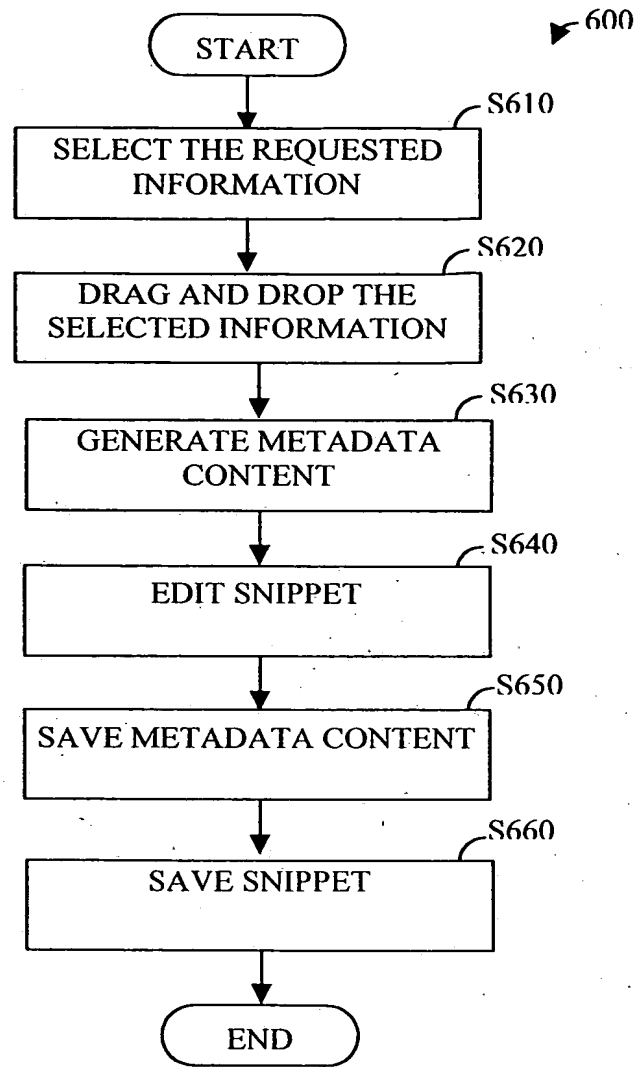 START
600
S610
SELECT THE REQUESTED
INFORMATION
S620
DRAG AND DROP THE
SELECTED INFORMATION
S630
GENERATE METADATA
CONTENT
S640
EDIT SNIPPET
S650
SAVE METADATA CONTENT
S660
SAVE SNIPPET
END